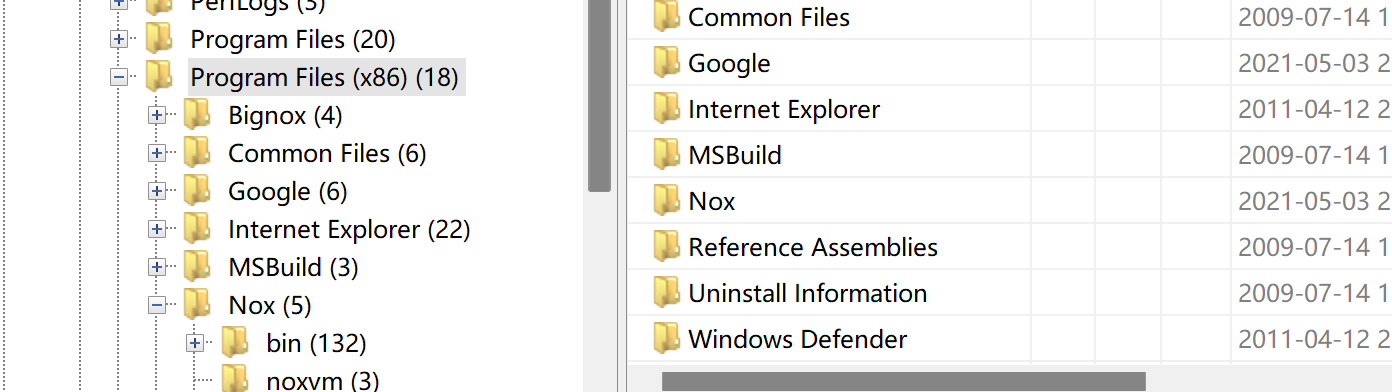 PerfLogs (3)
Program Files (20)
Program Files (x86) (18)
Bignox (4)
Common Files (6)
Google (6)
Internet Explorer (22)
MSBuild (3)
Nox (5)
bin (132)
noxvm (3)
Common Files 2009-07-14 1
Google 2021-05-03 2
Internet Explorer 2011-04-12 2
MSBuild 2009-07-14 1
Nox 2021-05-03 2
Reference Assemblies 2009-07-14 1
Uninstall Information 2009-07-14 1
Windows Defender 2011-04-12 2